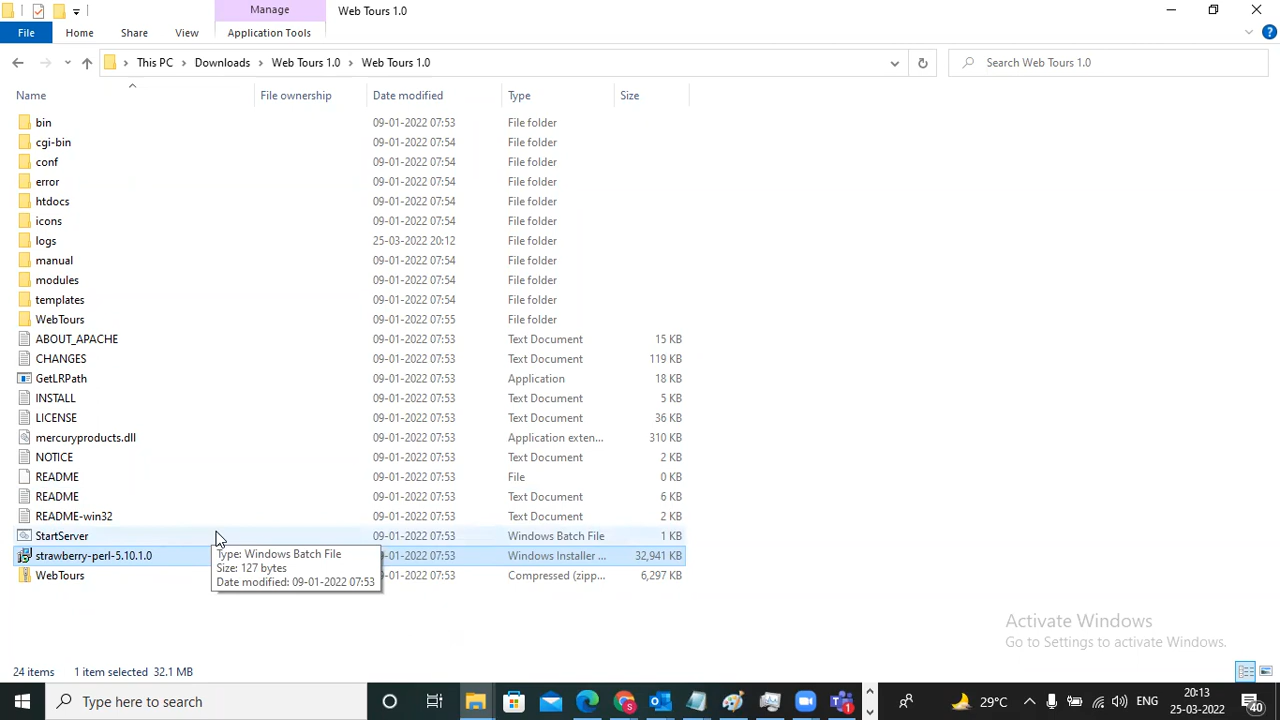 Manage Web Tours 1.0
File Home Share View Application Tools
This PC Downloads Web Tours 1.0 Web Tours 1.0 Search Web Tours 1.0
Name File ownership Date modified Type Size
bin 09-01-2022 07:53 File folder
cgi-bin 09-01-2022 07:54 File folder
conf 09-01-2022 07:54 File folder
error 09-01-2022 07:54 File folder
htdocs 09-01-2022 07:54 File folder
icons 09-01-2022 07:54 File folder
logs 25-03-2022 20:12 File folder
manual 09-01-2022 07:54 File folder
modules 09-01-2022 07:54 File folder
templates 09-01-2022 07:54 File folder
WebTours 09-01-2022 07:55 File folder
ABOUT_APACHE 09-01-2022 07:53 Text Document 15 KB
CHANGES 09-01-2022 07:53 Text Document 119 KB
GetLRPath 09-01-2022 07:53 Application 18 KB
INSTALL 09-01-2022 07:53 Text Document 5 KB
LICENSE 09-01-2022 07:53 Text Document 36 KB
mercuryproducts.dll 09-01-2022 07:53 Application exten... 310 KB
NOTICE 09-01-2022 07:53 Text Document 2 KB
README 09-01-2022 07:53 File 0 KB
README 09-01-2022 07:53 Text Document 6 KB
README-win32 09-01-2022 07:53 Text Document 2 KB
StartServer 09-01-2022 07:53 Windows Batch File 1 KB
strawberry-perl-5.10.1.0 09-01-2022 07:53 Windows Installer ... 32,941 KB
WebTours 09-01-2022 07:53 Compressed (zipp... 6,297 KB
Type: Windows Batch File
Size: 127 bytes
Date modified: 09-01-2022 07:53
Activate Windows
Go to Settings to activate Windows.
24 items 1 item selected 32.1 MB
Type here to search 29°C ENG 20:13
25-03-2022 40